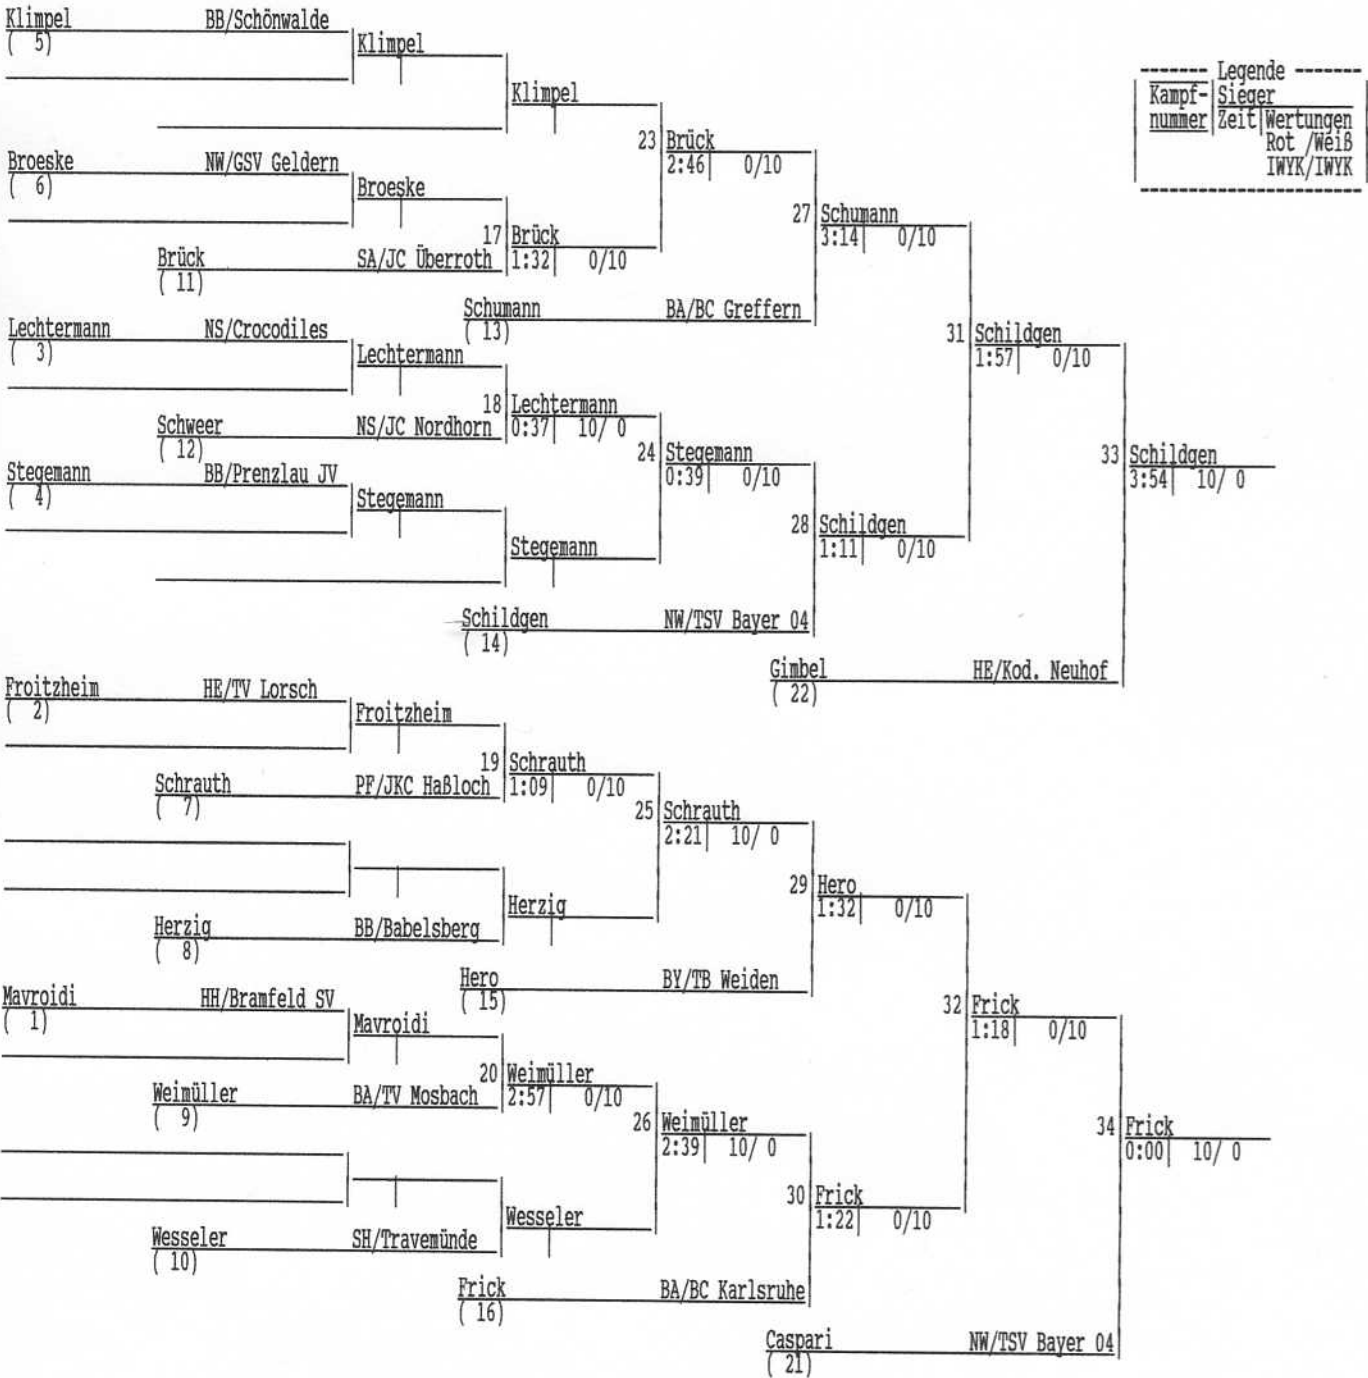 Klimpel BB/Schönwalde
( 5)
Klimpel
------- Legende -------
Klimpel
Kampf- Sieger
nummer Zeit Wertungen
Rot /Weiß
IWYK/IWYK
23 Brück
2:46 0/10
Broeske NW/GSV Geldern
( 6)
Broeske
27 Schumann
3:14 0/10
17 Brück
1:32 0/10
Brück SA/JC Überroth
( 11)
Schumann BA/BC Greffern
( 13)
Lechtermann NS/Crocodiles
( 3)
Lechtermann
31 Schildgen
1:57 0/10
18 Lechtermann
0:37 10/ 0
Schweer NS/JC Nordhorn
( 12)
24 Stegemann
0:39 0/10
33 Schildgen
3:54 10/ 0
Stegemann BB/Prenzlau JV
( 4)
Stegemann
28 Schildgen
1:11 0/10
Stegemann
Schildgen NW/TSV Bayer 04
( 14)
Gimbel HE/Kod. Neuhof
( 22)
Froitzheim HE/TV Lorsch
( 2)
Froitzheim
19 Schrauth
1:09 0/10
Schrauth PF/JKC Haßloch
( 7)
25 Schrauth
2:21 10/ 0
29 Hero
1:32 0/10
Herzig
Herzig BB/Babelsberg
( 8)
Hero BY/TB Weiden
( 15)
Mavroidi HH/Bramfeld SV
( 1)
32 Frick
1:18 0/10
Mavroidi
20 Weimüller
2:57 0/10
Weimüller BA/TV Mosbach
( 9)
26 Weimüller
2:39 10/ 0
34 Frick
0:00 10/ 0
30 Frick
1:22 0/10
Wesseler
Wesseler SH/Travemünde
( 10)
Frick BA/BC Karlsruhe
( 16)
Caspari NW/TSV Bayer 04
( 21)